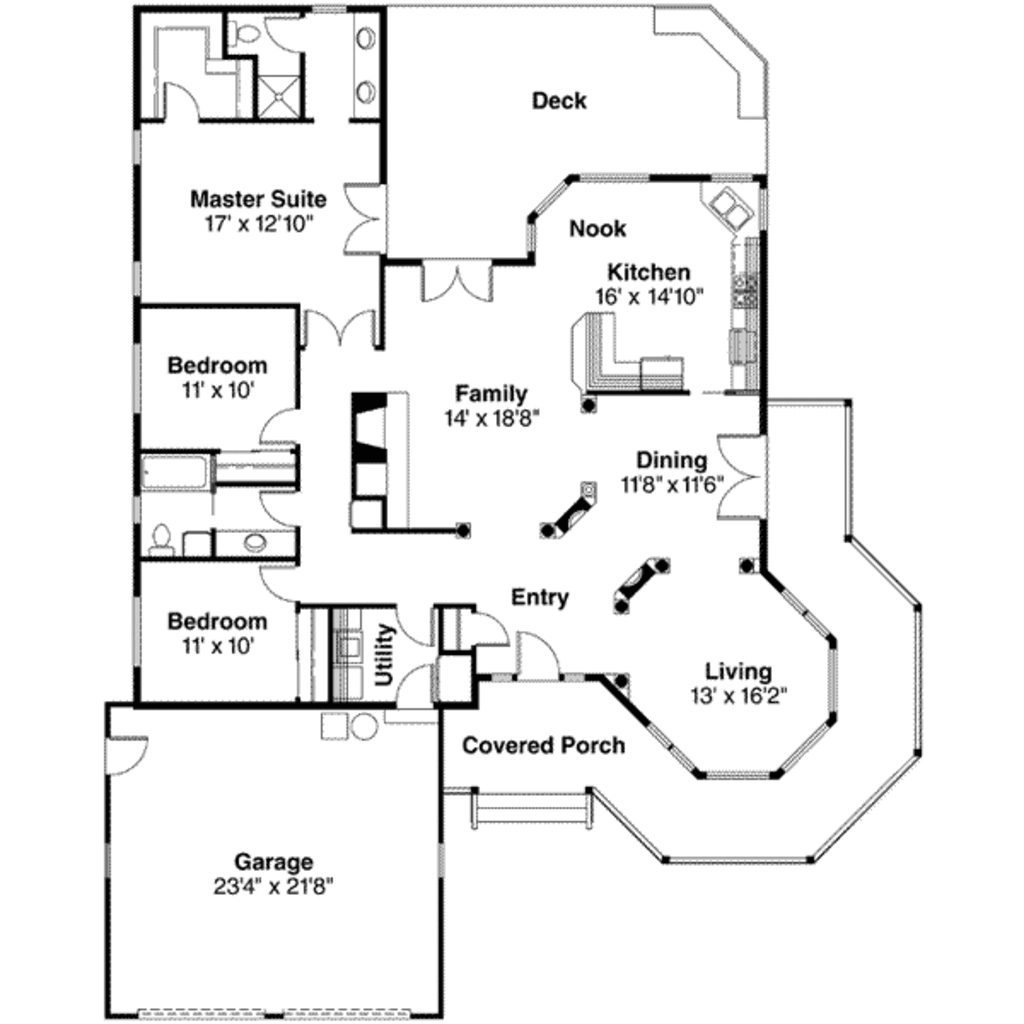 Deck
Master Suite
17' x 12'10"
Nook
Kitchen
16' x 14'10"
Bedroom
11' x 10'
Family
14' x 18'8"
Dining
11'8" x 11'6"
Entry
Bedroom
11' x 10'
Utility
Living
13' x 16'2"
Covered Porch
Garage
23'4" x 21'8"